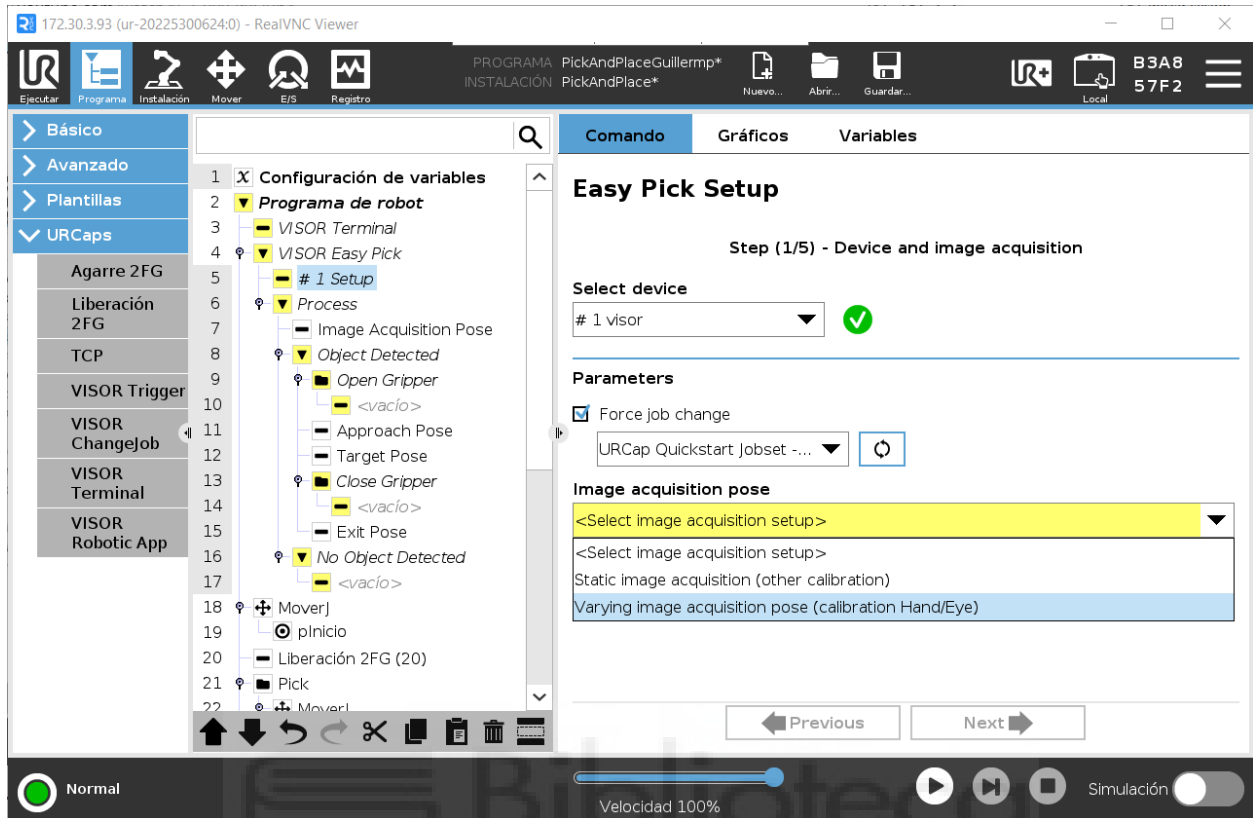 172.30.3.93 (ur-20225300624:0) - RealVNC Viewer
PROGRAMA PickAndPlaceGuillermp*
INSTALACIÓN PickAndPlace*
Ejecutar Programa Instalación Mover E/S Registro
Nuevo... Abrir... Guardar...
Local
B3A8
57F2
Básico
Avanzado
Plantillas
URCaps
Agarre 2FG
Liberación
2FG
TCP
VISOR Trigger
VISOR
ChangeJob
VISOR
Terminal
VISOR
Robotic App
1 X Configuración de variables
2 Programa de robot
3 VISOR Terminal
4 VISOR Easy Pick
5 # 1 Setup
6 Process
7 Image Acquisition Pose
8 Object Detected
9 Open Gripper
10 <vacío>
11 Approach Pose
12 Target Pose
13 Close Gripper
14 <vacío>
15 Exit Pose
16 No Object Detected
17 <vacío>
18 MoverJ
19 pInicio
20 Liberación 2FG (20)
21 Pick
22 MoverJ
Comando Gráficos Variables
Easy Pick Setup
Step (1/5) - Device and image acquisition
Select device
# 1 visor
Parameters
Force job change
URCap Quickstart Jobset -...
Image acquisition pose
<Select image acquisition setup>
<Select image acquisition setup>
Static image acquisition (other calibration)
Varying image acquisition pose (calibration Hand/Eye)
Previous Next
Normal
Velocidad 100%
Simulación